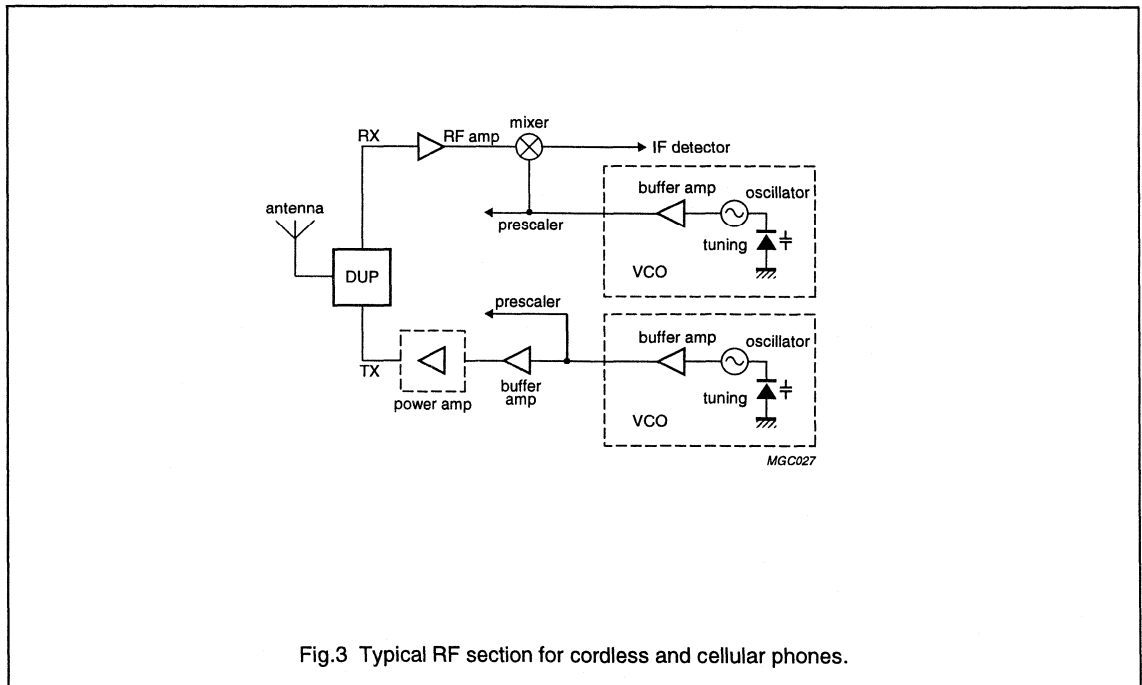 mixer
RX
RF amp
IF detector
buffer amp
oscillator
antenna
prescaler
tuning
VCO
DUP
prescaler
buffer amp
oscillator
TX
buffer
amp
tuning
power amp
VCO
MGC027
Fig.3 Typical RF section for cordless and cellular phones.